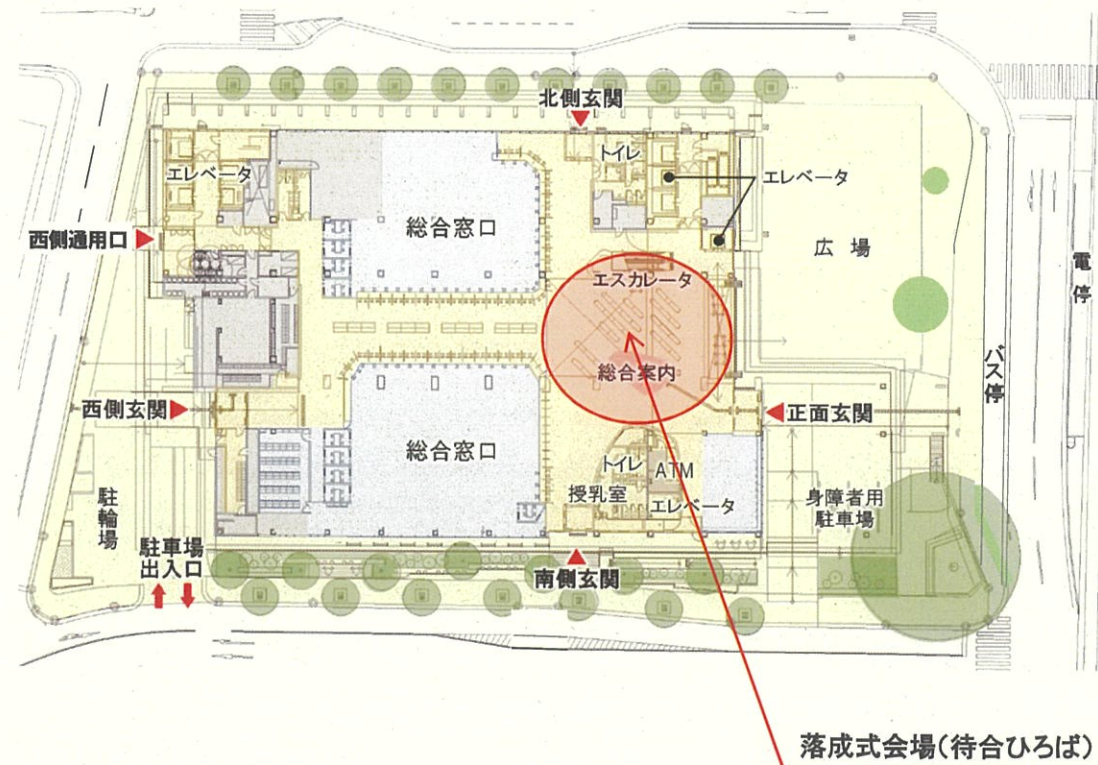 北側玄関
トイレ
エレベータ
エレベータ
西側通用口
総合窓口
広 場
電停
エスカレータ
バス停
総合案内
西側玄関
正面玄関
総合窓口
トイレ
ATM
授乳室
エレベータ
身障者用
駐車場
駐輪場
駐車場
出入口
南側玄関
落成式会場(待合ひろば)